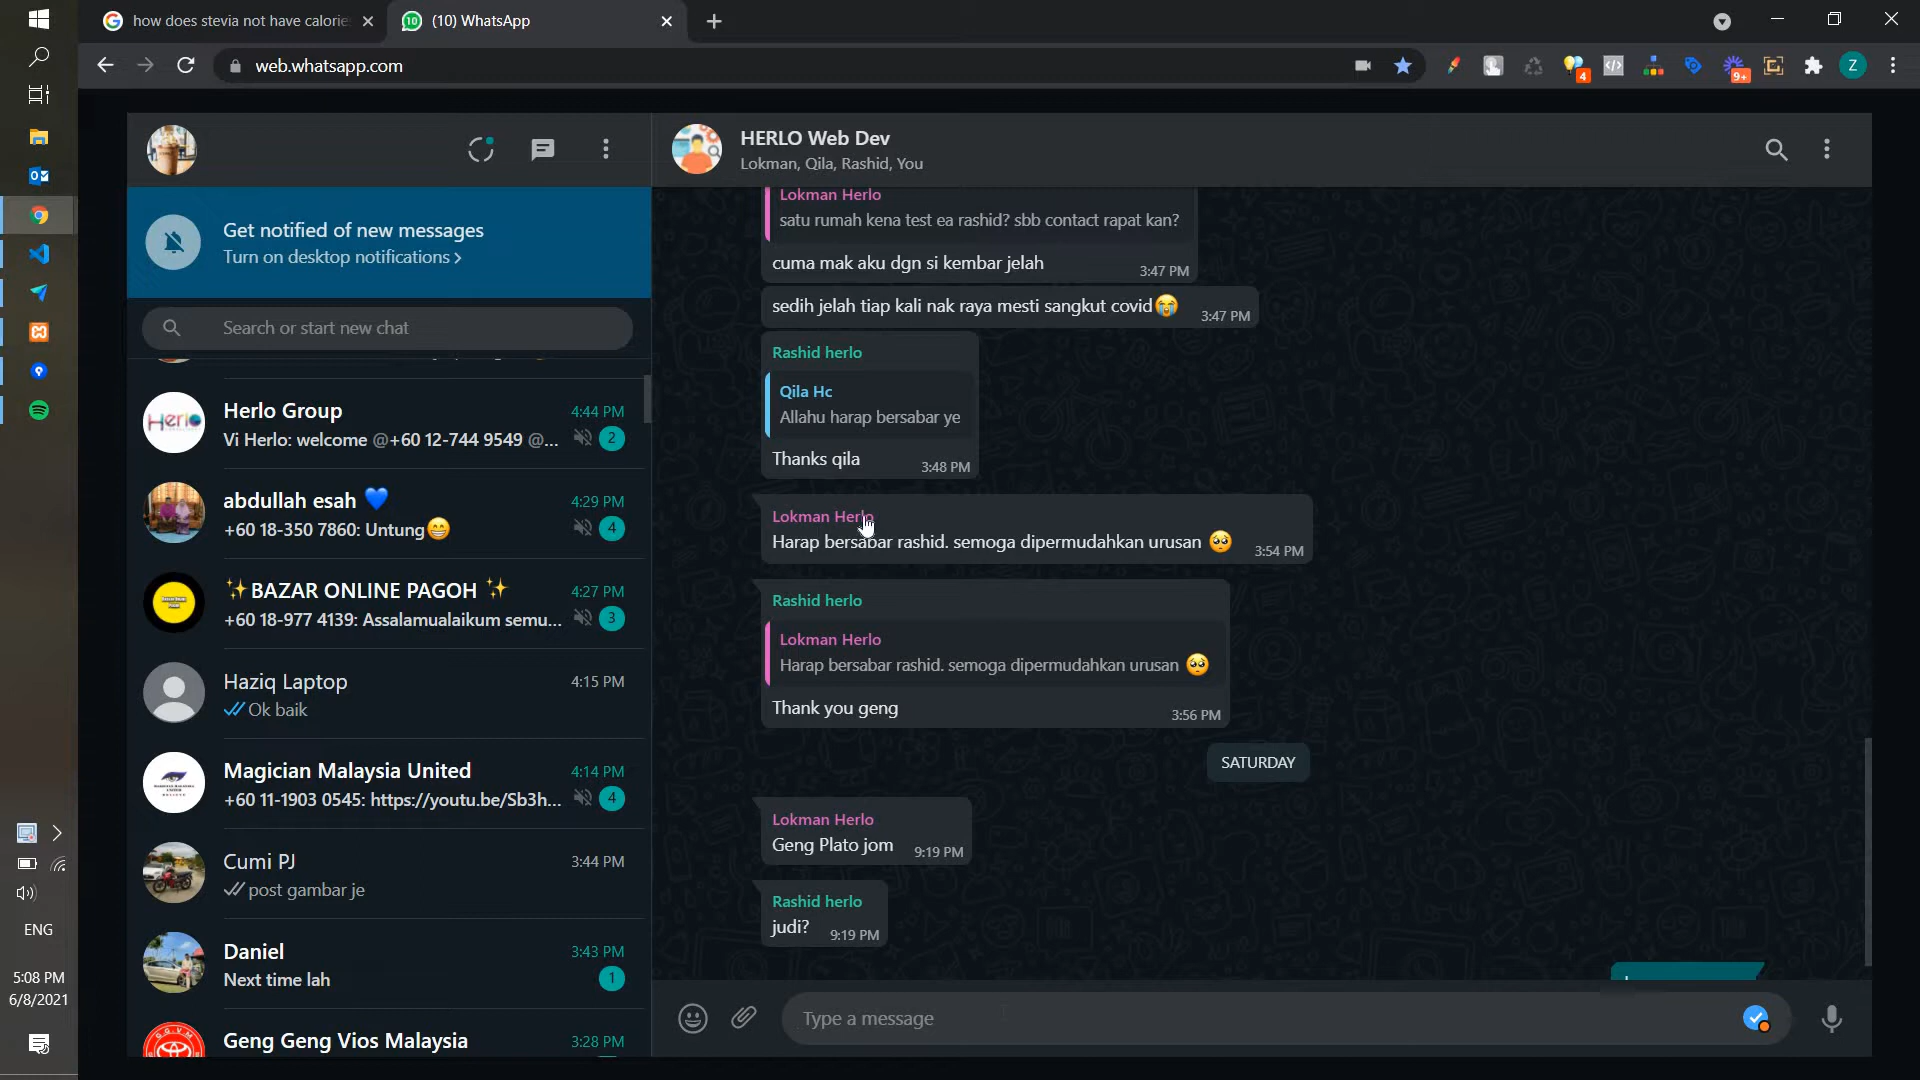 how does stevia not have calorie
(10) WhatsApp
web.whatsapp.com
4
9+
Z
HERLO Web Dev
Lokman, Qila, Rashid, You
Get notified of new messages
Turn on desktop notifications >
Search or start new chat
Herlo Group
4:44 PM
Vi Herlo: welcome @+60 12-744 9549 @...
2
abdullah esah 💙
4:29 PM
+60 18-350 7860: Untung😁
4
✨BAZAR ONLINE PAGOH ✨
4:27 PM
+60 18-977 4139: Assalamualaikum semu...
3
Haziq Laptop
4:15 PM
Ok baik
Magician Malaysia United
4:14 PM
+60 11-1903 0545: https://youtu.be/Sb3h...
4
Cumi PJ
3:44 PM
post gambar je
Daniel
3:43 PM
Next time lah
1
Geng Geng Vios Malaysia
3:28 PM
Lokman Herlo
satu rumah kena test ea rashid? sbb contact rapat kan?
cuma mak aku dgn si kembar jelah
3:47 PM
sedih jelah tiap kali nak raya mesti sangkut covid😭
3:47 PM
Rashid herlo
Qila Hc
Allahu harap bersabar ye
Thanks qila
3:48 PM
Lokman Herlo
Harap bersabar rashid. semoga dipermudahkan urusan 🥺
3:54 PM
Rashid herlo
Lokman Herlo
Harap bersabar rashid. semoga dipermudahkan urusan 🥺
Thank you geng
3:56 PM
SATURDAY
Lokman Herlo
Geng Plato jom
9:19 PM
Rashid herlo
judi?
9:19 PM
Type a message
ENG
5:08 PM
6/8/2021